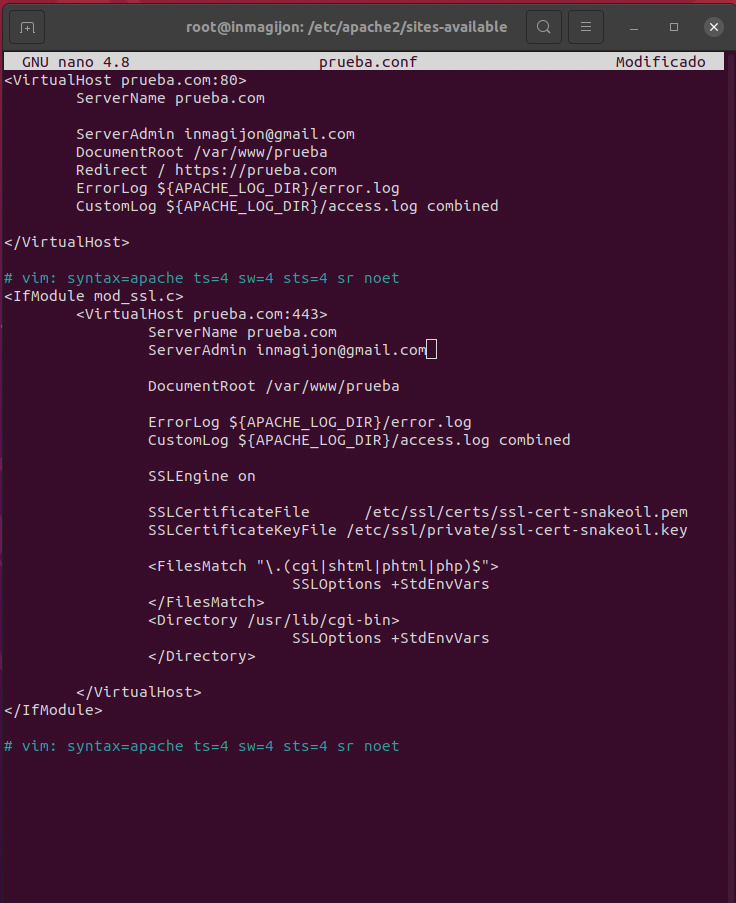 root@inmagijon: /etc/apache2/sites-available
GNU nano 4.8 prueba.conf Modificado
<VirtualHost prueba.com:80>
ServerName prueba.com
ServerAdmin inmagijon@gmail.com
DocumentRoot /var/www/prueba
Redirect / https://prueba.com
ErrorLog ${APACHE_LOG_DIR}/error.log
CustomLog ${APACHE_LOG_DIR}/access.log combined
</VirtualHost>
# vim: syntax=apache ts=4 sw=4 sts=4 sr noet
<IfModule mod_ssl.c>
<VirtualHost prueba.com:443>
ServerName prueba.com
ServerAdmin inmagijon@gmail.com
DocumentRoot /var/www/prueba
ErrorLog ${APACHE_LOG_DIR}/error.log
CustomLog ${APACHE_LOG_DIR}/access.log combined
SSLEngine on
SSLCertificateFile /etc/ssl/certs/ssl-cert-snakeoil.pem
SSLCertificateKeyFile /etc/ssl/private/ssl-cert-snakeoil.key
<FilesMatch "\.(cgi|shtml|phtml|php)$">
SSLOptions +StdEnvVars
</FilesMatch>
<Directory /usr/lib/cgi-bin>
SSLOptions +StdEnvVars
</Directory>
</VirtualHost>
</IfModule>
# vim: syntax=apache ts=4 sw=4 sts=4 sr noet